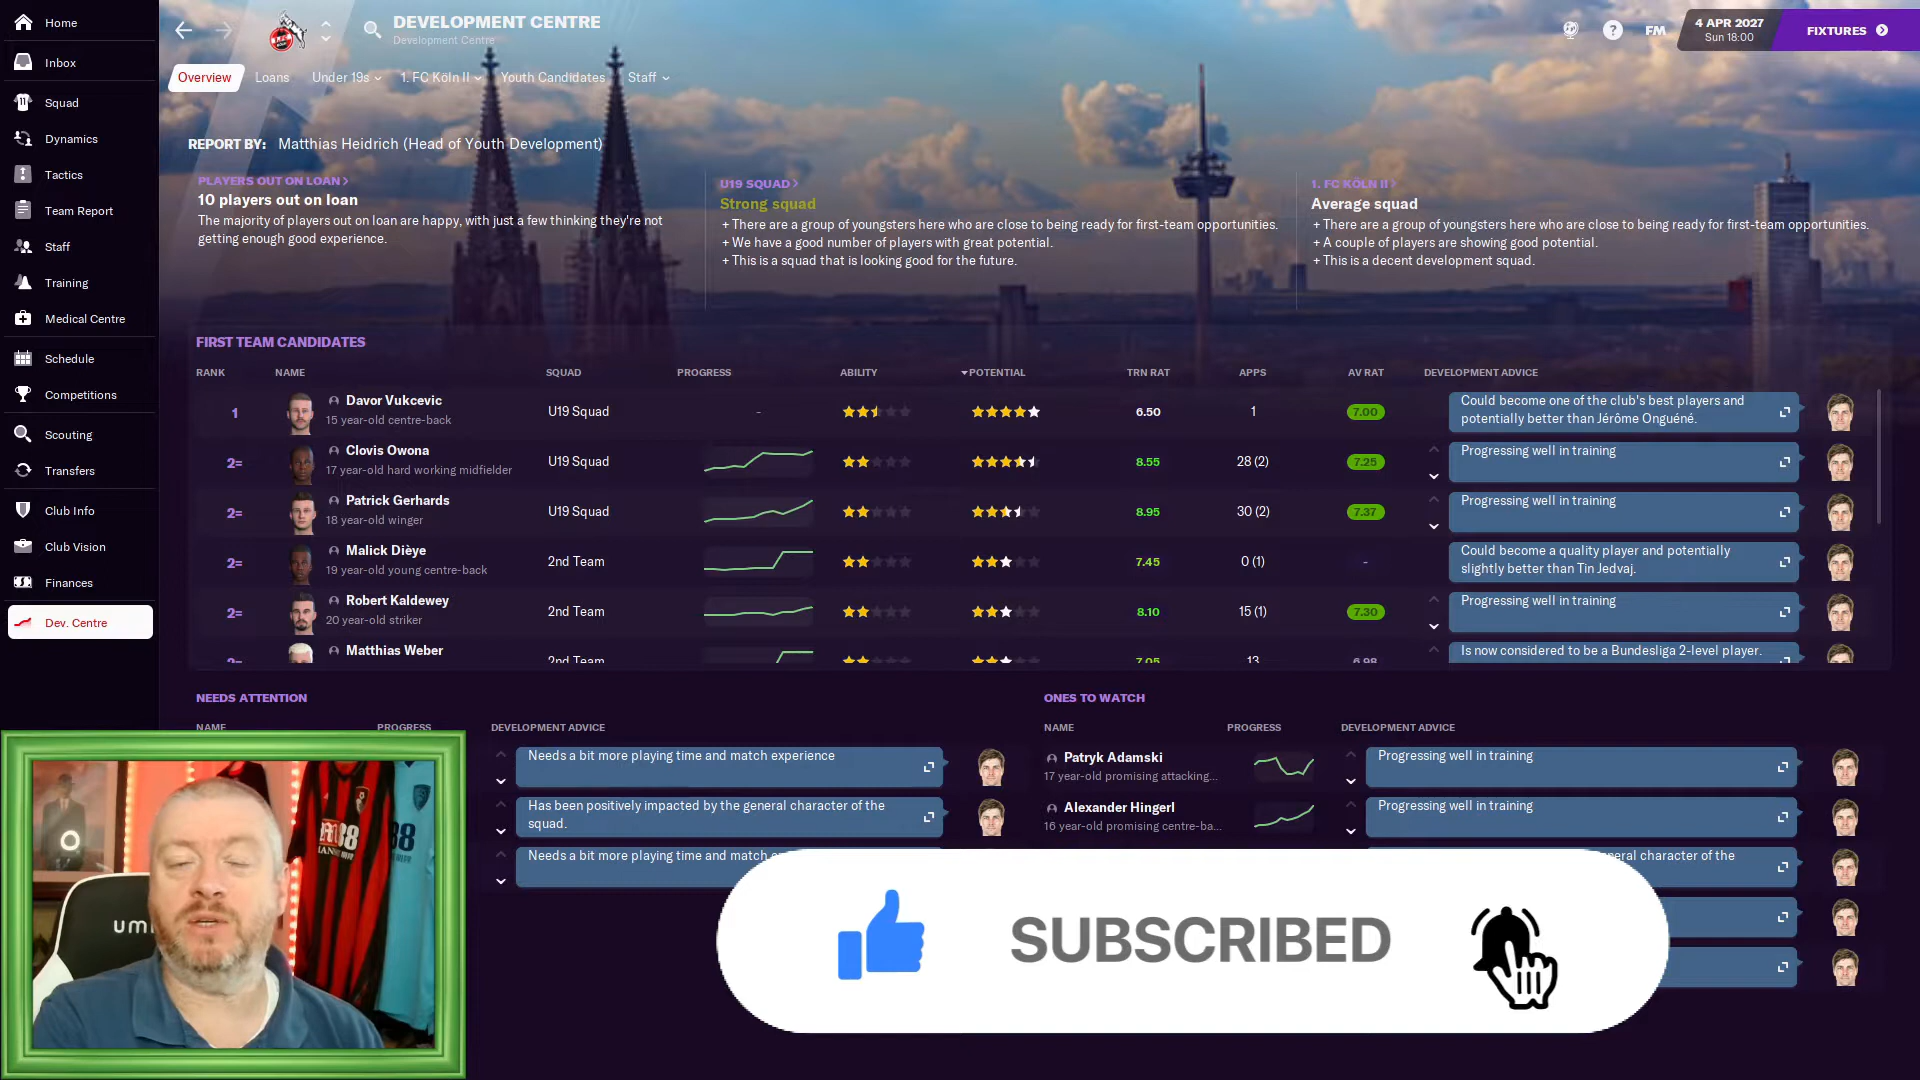 Home
Inbox
Squad
Dynamics
Tactics
Team Report
Staff
Training
Medical Centre
Schedule
Competitions
Scouting
Transfers
Club Info
Club Vision
Finances
Dev. Centre
DEVELOPMENT CENTRE
Development Centre
FM
4 APR 2027
Sun 18:00
FIXTURES
Overview Loans Under 19s 1. FC Köln II Youth Candidates Staff
REPORT BY: Matthias Heidrich (Head of Youth Development)
PLAYERS OUT ON LOAN >
10 players out on loan
The majority of players out on loan are happy, with just a few thinking they're not
getting enough good experience.
U19 SQUAD >
Strong squad
+ There are a group of youngsters here who are close to being ready for first-team opportunities.
+ We have a good number of players with great potential.
+ This is a squad that is looking good for the future.
1. FC KÖLN II >
Average squad
+ There are a group of youngsters here who are close to being ready for first-team opportunities.
+ A couple of players are showing good potential.
+ This is a decent development squad.
FIRST TEAM CANDIDATES
RANK NAME SQUAD PROGRESS ABILITY POTENTIAL TRN RAT APPS AV RAT DEVELOPMENT ADVICE
1 Davor Vukcevic U19 Squad - 6.50 1 7.00
15 year-old centre-back
Could become one of the club's best players and
potentially better than Jérôme Onguéné.
2= Clovis Owona U19 Squad 8.55 28 (2) 7.25 Progressing well in training
17 year-old hard working midfielder
2= Patrick Gerhards U19 Squad 8.95 30 (2) 7.37 Progressing well in training
18 year-old winger
2= Malick Dièye 2nd Team 7.45 0 (1) -
19 year-old young centre-back
Could become a quality player and potentially
slightly better than Tin Jedvaj.
2= Robert Kaldewey 2nd Team 8.10 15 (1) 7.30 Progressing well in training
20 year-old striker
2= Matthias Weber 2nd Team 7.05 13 6.98 Is now considered to be a Bundesliga 2-level player.
NEEDS ATTENTION
NAME PROGRESS DEVELOPMENT ADVICE
Needs a bit more playing time and match experience
Has been positively impacted by the general character of the
squad.
Needs a bit more playing time and match
ONES TO WATCH
NAME PROGRESS DEVELOPMENT ADVICE
Patryk Adamski Progressing well in training
17 year-old promising attacking...
Alexander Hingerl Progressing well in training
16 year-old promising centre-ba...
character of the
SUBSCRIBED